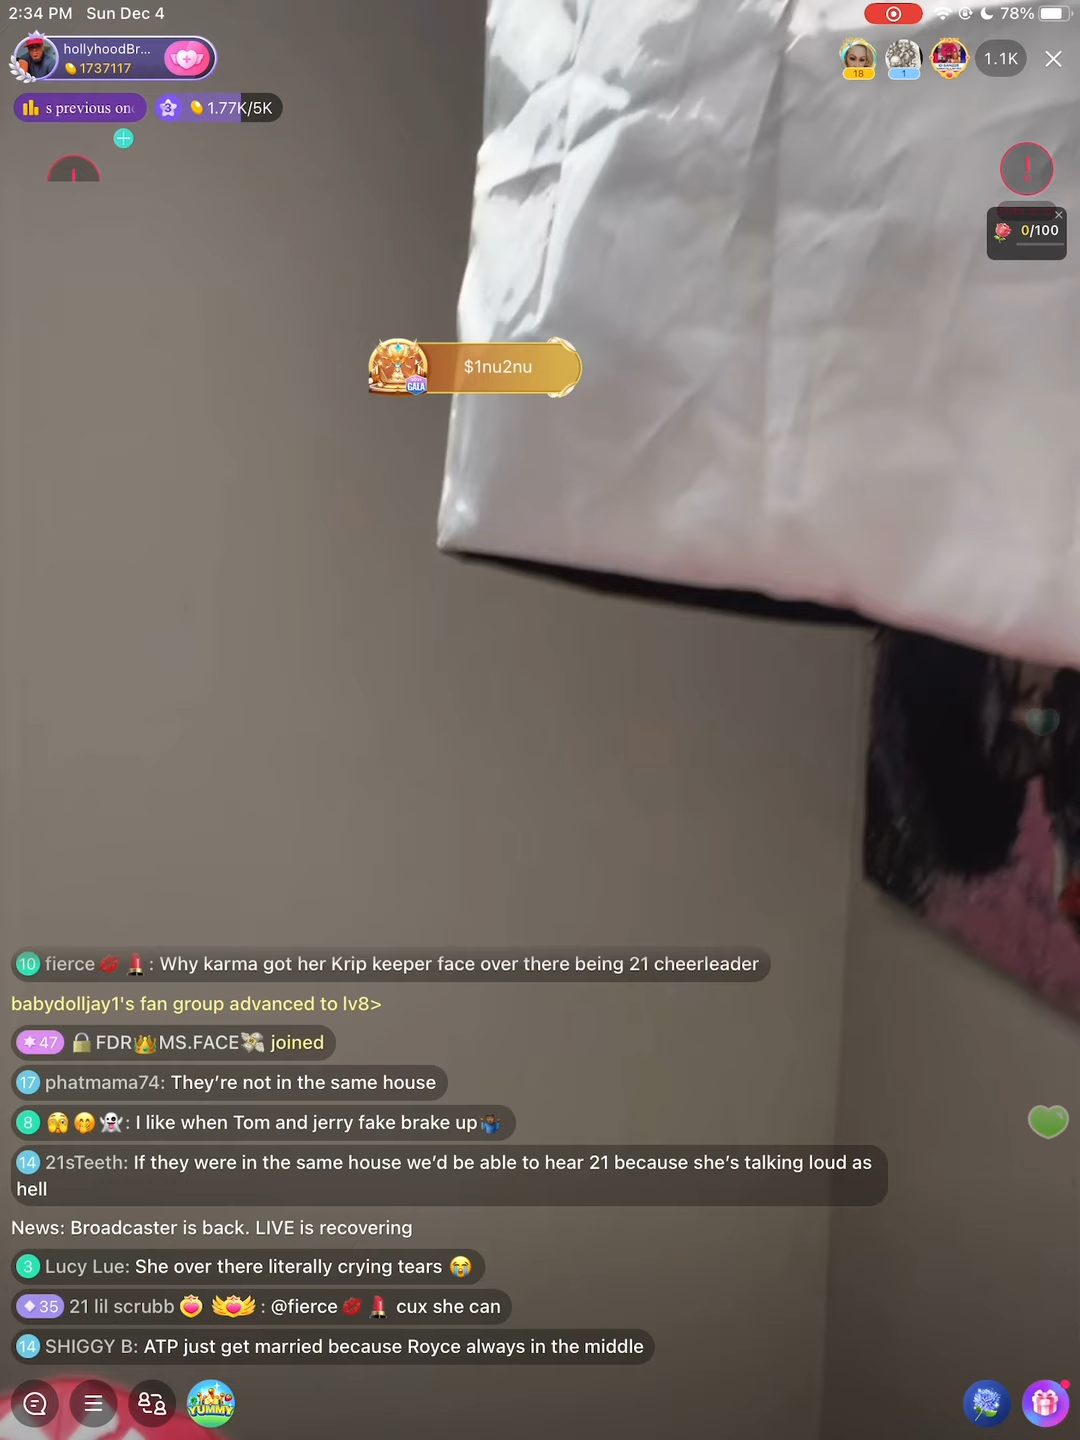 2:34 PM Sun Dec 4
78%
hollyhoodBr...
1737117
18
1
1.1K
s previous on
3
1.77K/5K
0/100
$1nu2nu
GALA
10 fierce💋💄: Why karma got her Krip keeper face over there being 21 cheerleader
babydolljay1's fan group advanced to lv8>
47 🔒FDR👑MS.FACE💸 joined
17 phatmama74: They’re not in the same house
8 🫣🤭👻: I like when Tom and jerry fake brake up🤷🏾‍♂️
14 21sTeeth: If they were in the same house we’d be able to hear 21 because she’s talking loud as
hell
News: Broadcaster is back. LIVE is recovering
3 Lucy Lue: She over there literally crying tears 😭
35 21 lil scrubb : @fierce💋💄 cux she can
14 SHIGGY B: ATP just get married because Royce always in the middle
YUMMY